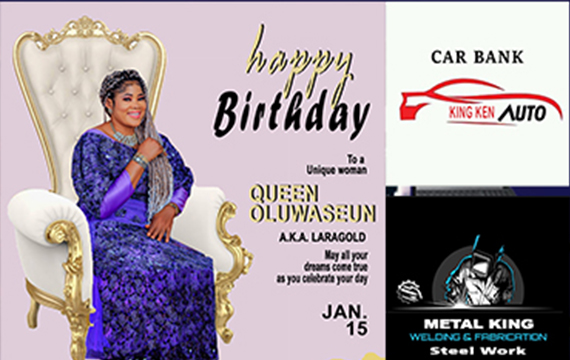 happy
Birthday
To a
Unique woman
QUEEN
OLUWASEUN
A.K.A. LARAGOLD
May all your
dreams come true
as you celebrate your day
JAN.
15
CAR BANK
KING KEN AUTO
METAL KING
WELDING & FABRICATION
Steel Work